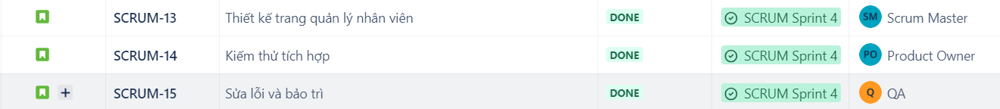 SCRUM-13 Thiết kế trang quản lý nhân viên DONE SCRUM Sprint 4 SM Scrum Master
SCRUM-14 Kiểm thử tích hợp DONE SCRUM Sprint 4 PO Product Owner
SCRUM-15 Sửa lỗi và bảo trì DONE SCRUM Sprint 4 Q QA